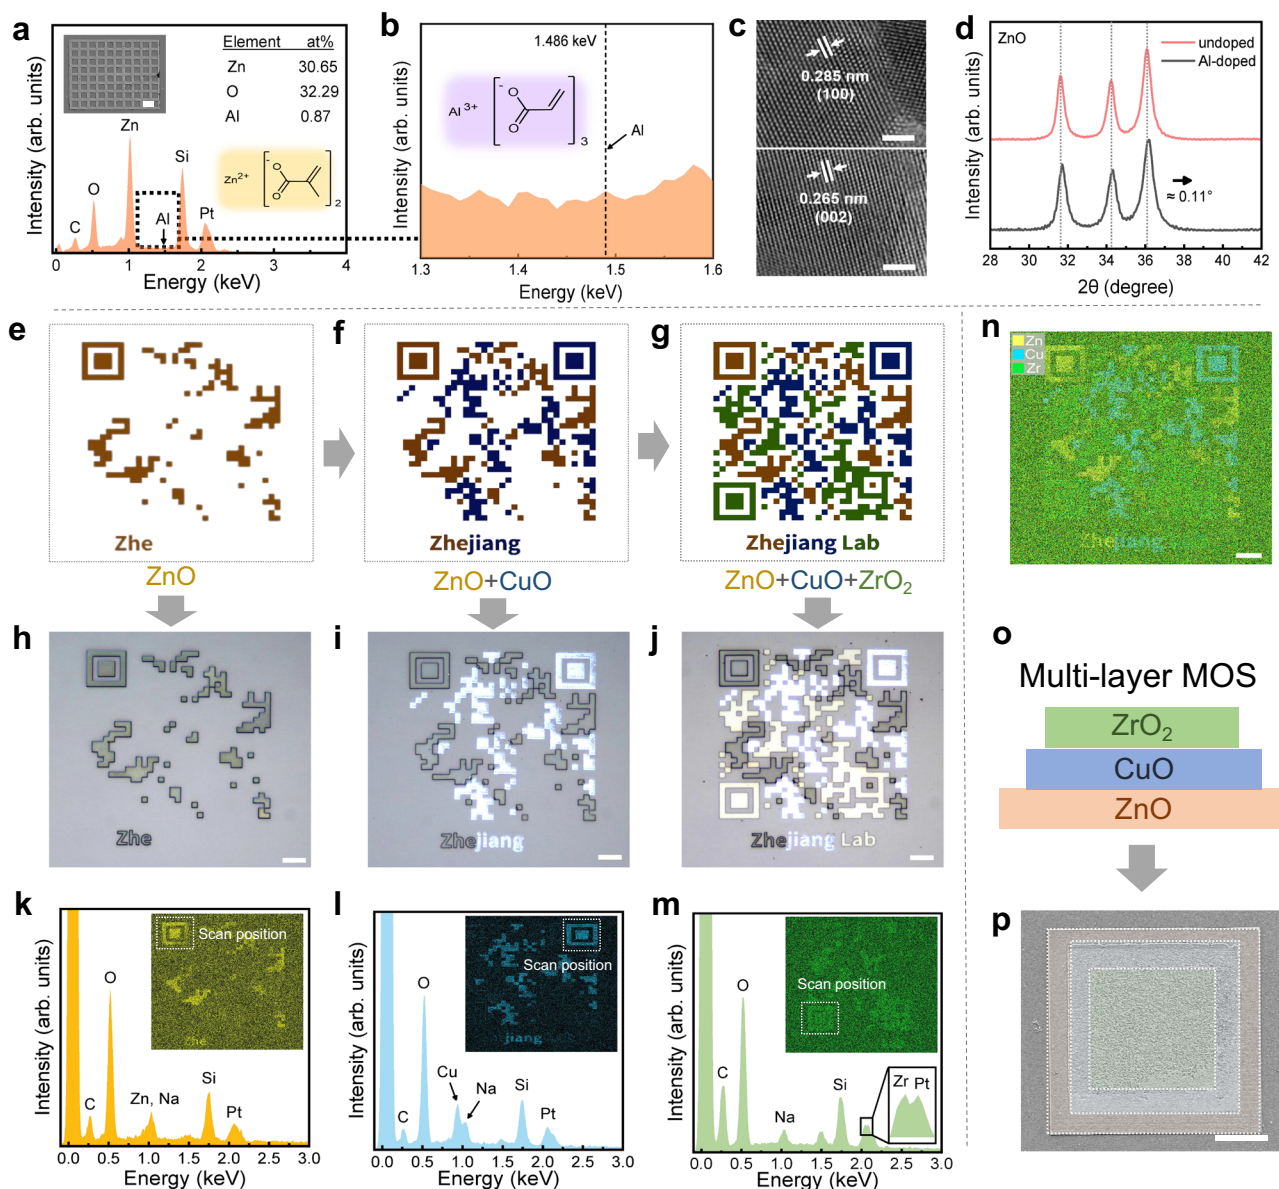 a
Intensity (arb. units)
Element at%
Zn 30.65
O 32.29
Al 0.87
Zn
Si
O
C
Al
Pt
Zn2+
-
O
O
2
0 1 2 3 4
Energy (keV)
b
Intensity (arb. units)
1.486 keV
Al 3+
-
O
O
3
Al
1.3 1.4 1.5 1.6
Energy (keV)
c
0.285 nm
(100)
0.265 nm
(002)
d
Intensity (arb. units)
ZnO
undoped
Al-doped
≈ 0.11°
28 30 32 34 36 38 40 42
2θ (degree)
e
Zhe
ZnO
f
Zhejiang
ZnO+CuO
g
Zhejiang Lab
ZnO+CuO+ZrO2
h
Zhe
i
Zhejiang
j
Zhejiang Lab
k
Intensity (arb. units)
Scan position
Zhe
O
C
Zn, Na
Si
Pt
0.0 0.5 1.0 1.5 2.0 2.5 3.0
Energy (keV)
l
Intensity (arb. units)
Scan position
jiang
O
C
Cu
Na
Si
Pt
0.0 0.5 1.0 1.5 2.0 2.5 3.0
Energy (keV)
m
Intensity (arb. units)
Scan position
O
C
Na
Si
Zr Pt
0.0 0.5 1.0 1.5 2.0 2.5 3.0
Energy (keV)
n
Zn
Cu
Zr
Zhejiang
o
Multi-layer MOS
ZrO2
CuO
ZnO
p